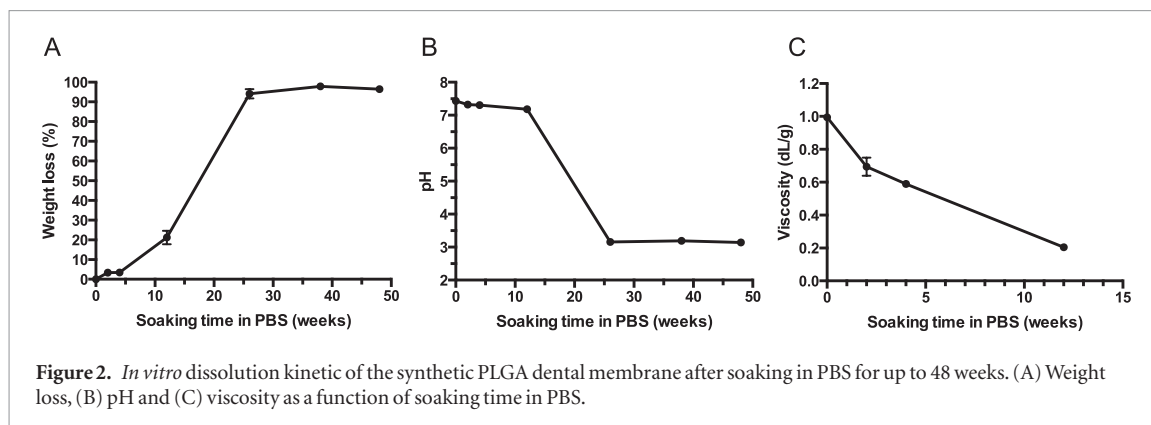 A
B
C
100
90
80
70
60
50
40
30
20
10
0
Weight loss (%)
0 10 20 30 40 50
Soaking time in PBS (weeks)
8
7
6
5
4
3
2
pH
0 10 20 30 40 50
Soaking time in PBS (weeks)
1.2
1.0
0.8
0.6
0.4
0.2
0.0
Viscosity (dL/g)
0 5 10 15
Soaking time in PBS (weeks)
Figure 2. In vitro dissolution kinetic of the synthetic PLGA dental membrane after soaking in PBS for up to 48 weeks. (A) Weight
loss, (B) pH and (C) viscosity as a function of soaking time in PBS.